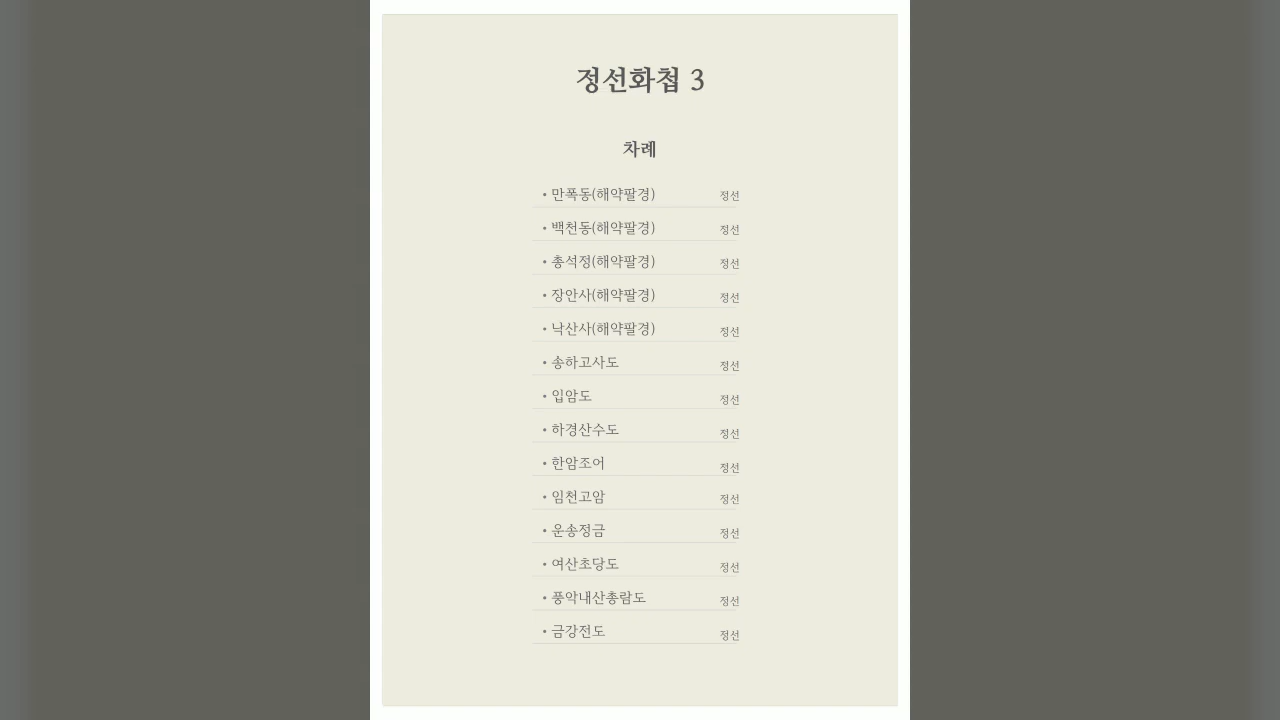 정선화첩 3
차례
• 만폭동(해약팔경) 정선
• 백천동(해약팔경) 정선
• 총석정(해약팔경) 정선
• 장안사(해약팔경) 정선
• 낙산사(해약팔경) 정선
• 송하고사도 정선
• 입암도 정선
• 하경산수도 정선
• 한암조어 정선
• 임천고암 정선
• 운송정금 정선
• 여산초당도 정선
• 풍악내산총람도 정선
• 금강전도 정선